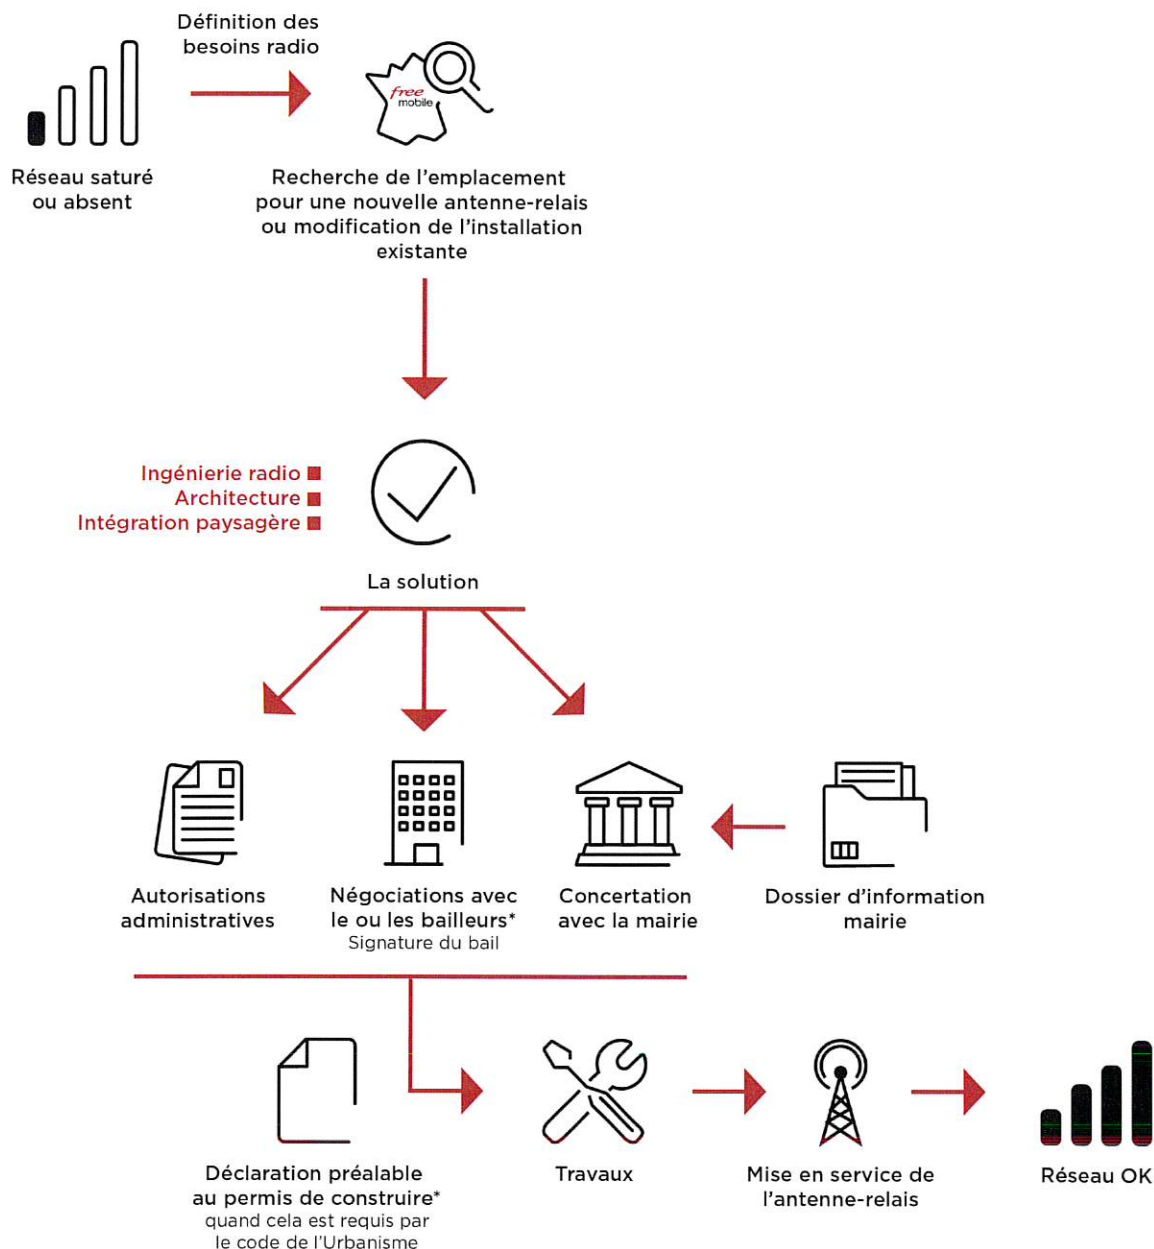 Définition des
besoins radio
free
mobile
Réseau saturé
ou absent
Recherche de l'emplacement
pour une nouvelle antenne-relais
ou modification de l'installation
existante
Ingénierie radio
Architecture
Intégration paysagère
La solution
Autorisations
administratives
Négociations avec
le ou les bailleurs*
Signature du bail
Concertation
avec la mairie
Dossier d'information
mairie
Déclaration préalable
au permis de construire*
quand cela est requis par
le code de l'Urbanisme
Travaux
Mise en service de
l'antenne-relais
Réseau OK